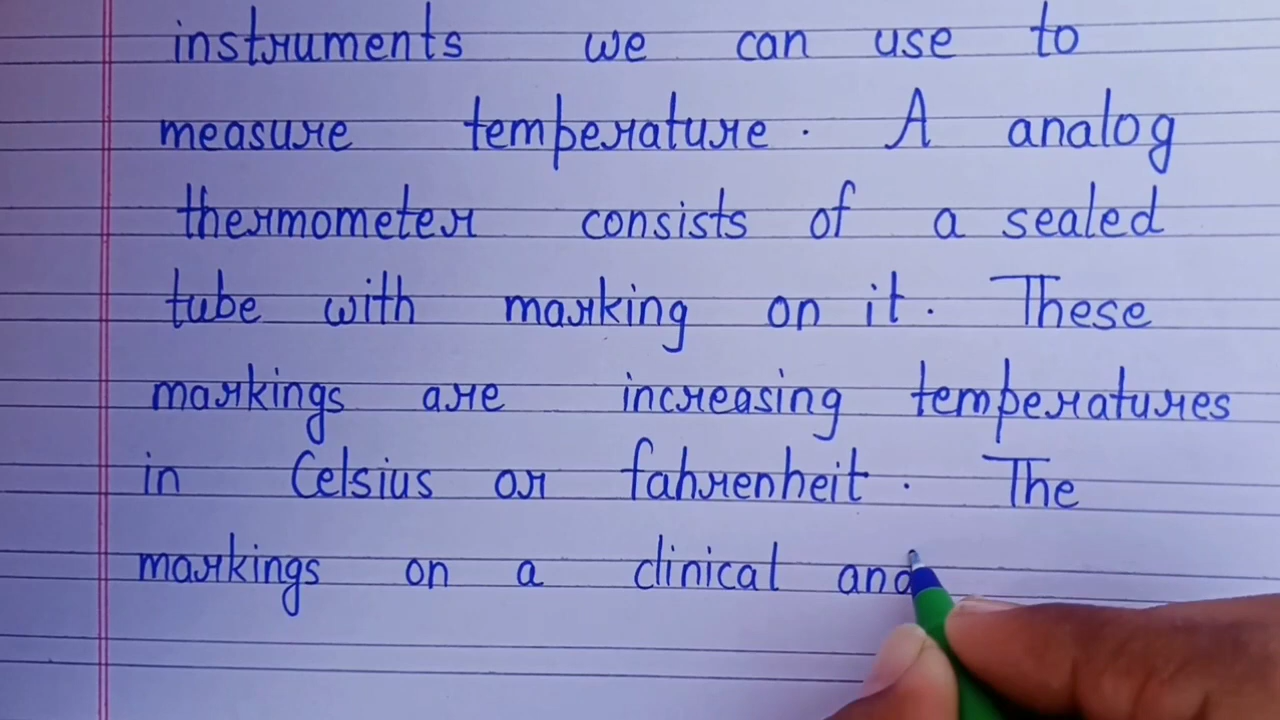 instruments we can use to
measure temperature. A analog
thermometer consists of a sealed
tube with marking on it. These
markings are increasing temperatures
in Celsius or fahrenheit. The
markings on a clinical and